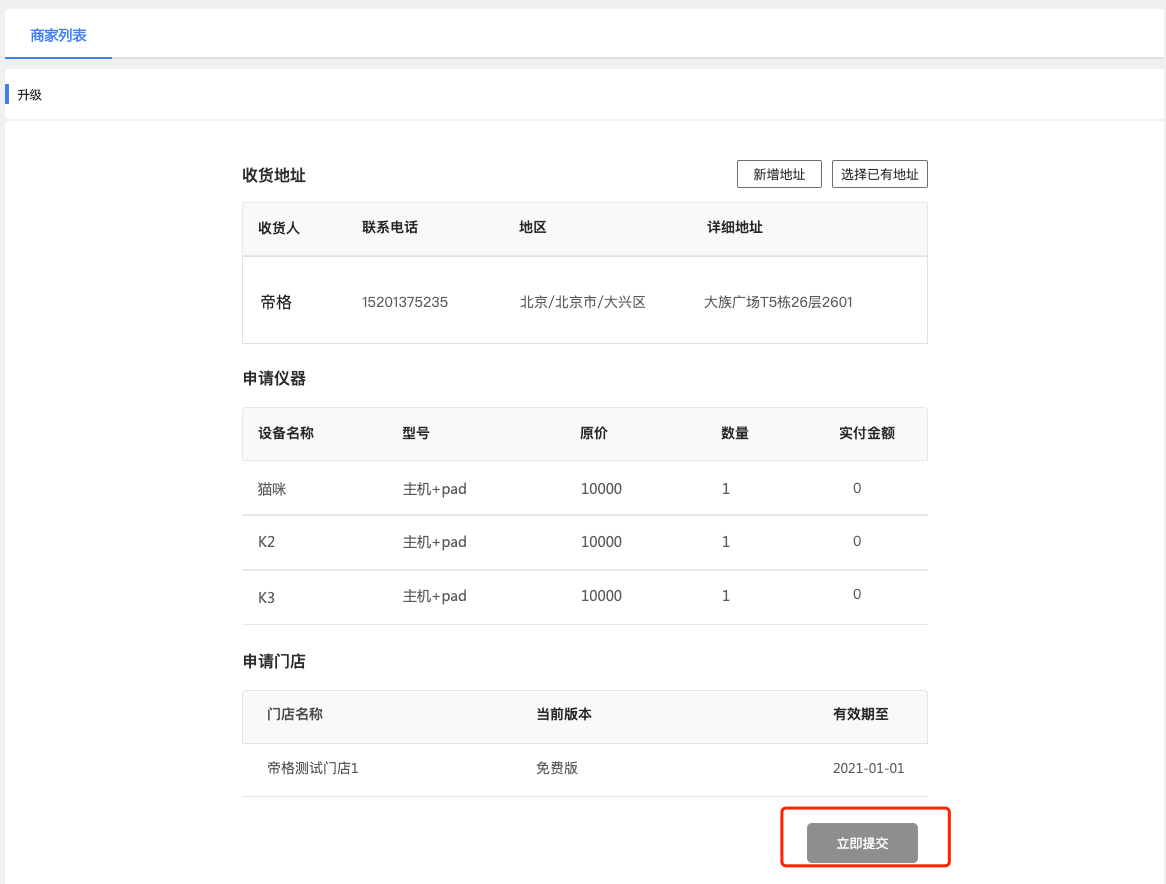 商家列表
升级
收货地址 新增地址 选择已有地址
收货人 联系电话 地区 详细地址
帝格 15201375235 北京/北京市/大兴区 大族广场T5栋26层2601
申请仪器
设备名称 型号 原价 数量 实付金额
猫咪 主机+pad 10000 1 0
K2 主机+pad 10000 1 0
K3 主机+pad 10000 1 0
申请门店
门店名称 当前版本 有效期至
帝格测试门店1 免费版 2021-01-01
立即提交